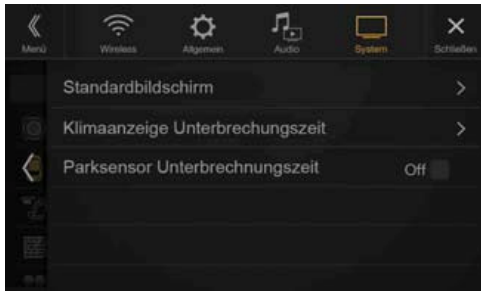 Menü
Wireless
Allgemein
Audio
System
Schließen
Standardbildschirm
Klimaanzeige Unterbrechungszeit
Parksensor Unterbrechnungszeit Off